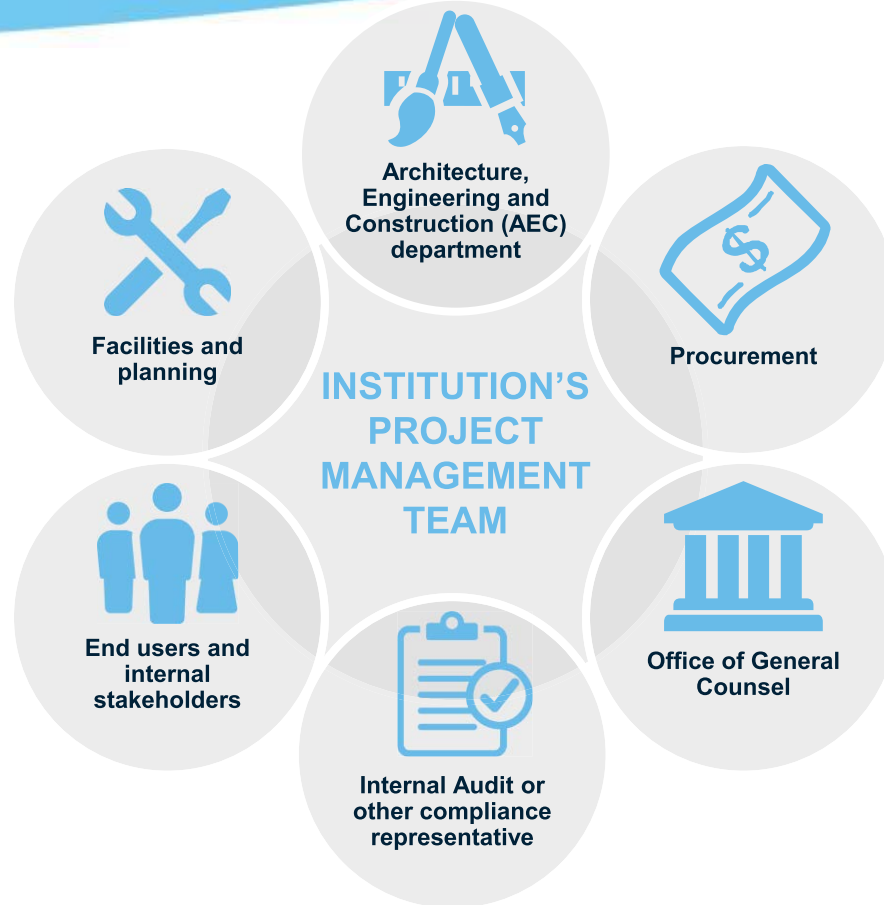 Architecture,
Engineering and
Construction (AEC)
department
Facilities and
planning
$
Procurement
INSTITUTION’S
PROJECT
MANAGEMENT
TEAM
End users and
internal
stakeholders
Office of General
Counsel
Internal Audit or
other compliance
representative